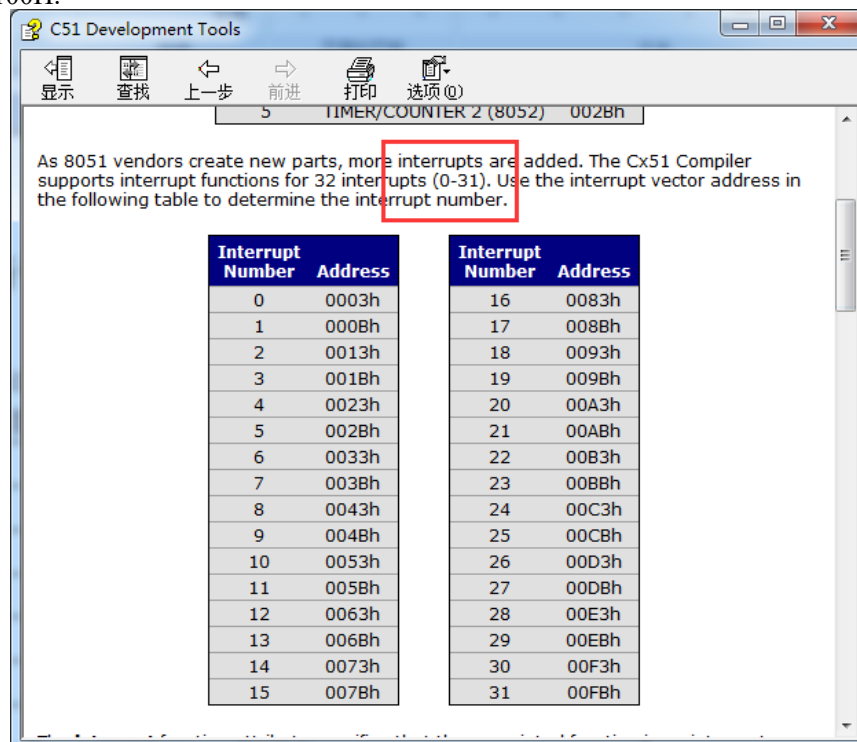 C51 Development Tools
显示 查找 上一步 前进 打印 选项(O)
5 TIMER/COUNTER 2 (8052) 002Bh
As 8051 vendors create new parts, more interrupts are added. The Cx51 Compiler
supports interrupt functions for 32 interrupts (0-31). Use the interrupt vector address in
the following table to determine the interrupt number.
Interrupt Number Address Interrupt Number Address
0 0003h 16 0083h
1 000Bh 17 008Bh
2 0013h 18 0093h
3 001Bh 19 009Bh
4 0023h 20 00A3h
5 002Bh 21 00ABh
6 0033h 22 00B3h
7 003Bh 23 00BBh
8 0043h 24 00C3h
9 004Bh 25 00CBh
10 0053h 26 00D3h
11 005Bh 27 00DBh
12 0063h 28 00E3h
13 006Bh 29 00EBh
14 0073h 30 00F3h
15 007Bh 31 00FBh